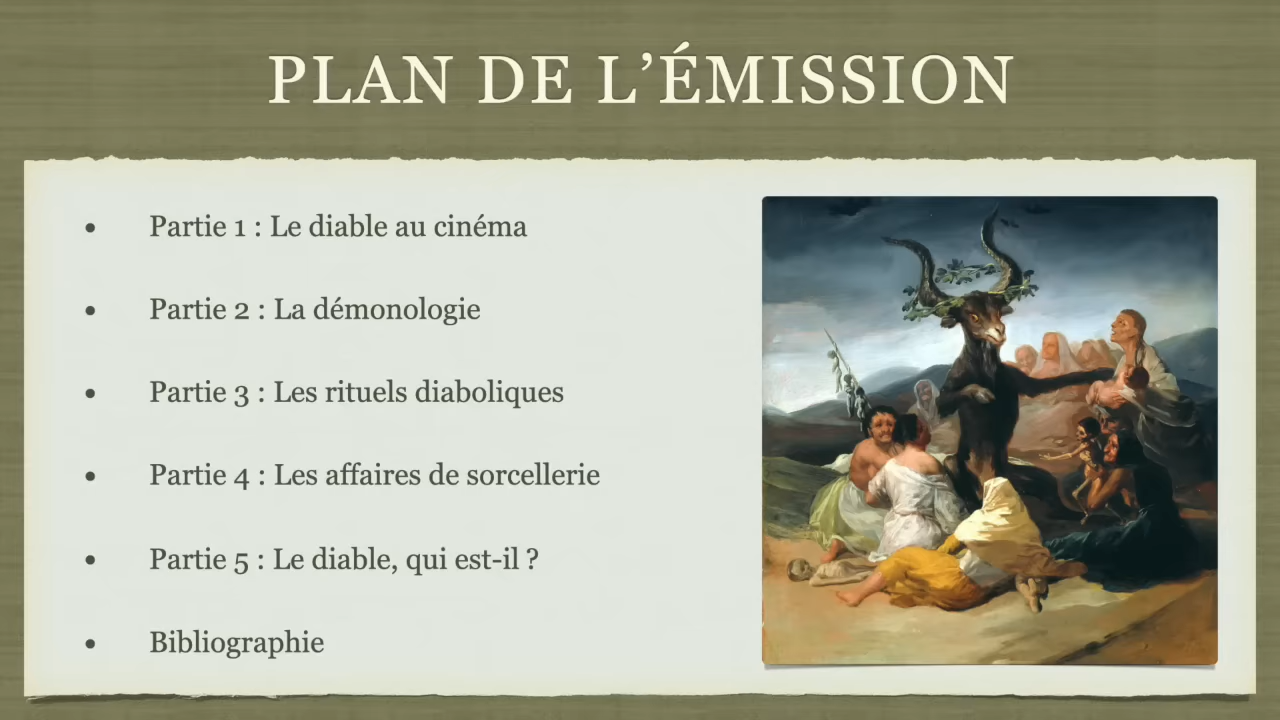 PLAN DE L’ÉMISSION
• Partie 1 : Le diable au cinéma
• Partie 2 : La démonologie
• Partie 3 : Les rituels diaboliques
• Partie 4 : Les affaires de sorcellerie
• Partie 5 : Le diable, qui est-il ?
• Bibliographie